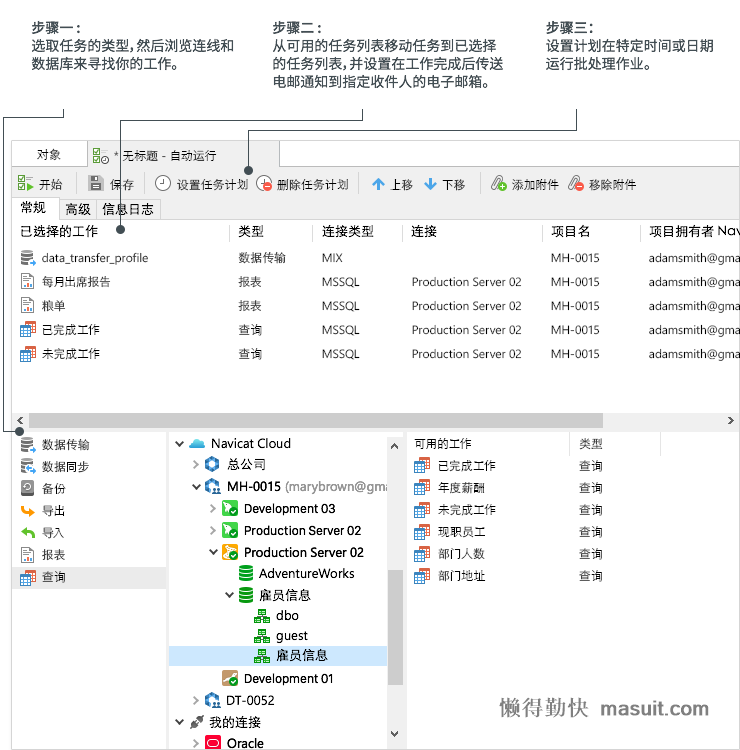 步骤一：
选取任务的类型，然后浏览连线和
数据库来寻找你的工作。
步骤二：
从可用的任务列表移动任务到已选择
的任务列表，并设置在工作完成后传送
电邮通知到指定收件人的电子邮箱。
步骤三：
设置计划在特定时间或日期
运行批处理作业。
对象 * 无标题 - 自动运行
开始 保存 设置任务计划 删除任务计划 上移 下移 添加附件 移除附件
常规 高级 信息日志
已选择的工作 类型 连接类型 连接 项目名 项目拥有者 Navi
data_transfer_profile 数据传输 MIX MH-0015 adamsmith@gma
每月出席报告 报表 MSSQL Production Server 02 MH-0015 adamsmith@gma
粮单 报表 MSSQL Production Server 02 MH-0015 adamsmith@gma
已完成工作 查询 MSSQL Production Server 02 MH-0015 adamsmith@gma
未完成工作 查询 MSSQL Production Server 02 MH-0015 adamsmith@gma
数据传输
数据同步
备份
导出
导入
报表
查询
Navicat Cloud
总公司
MH-0015 (marybrown@gma
Development 03
Production Server 02
Production Server 02
AdventureWorks
雇员信息
dbo
guest
雇员信息
Development 01
DT-0052
我的连接
Oracle
可用的工作 类型
已完成工作 查询
年度薪酬 查询
未完成工作 查询
现职员工 查询
部门人数 查询
部门地址 查询
懒得勤快 masuit.com